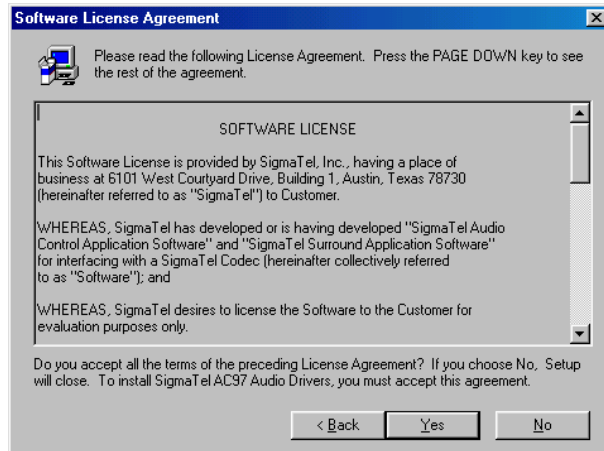 Software License Agreement
Please read the following License Agreement. Press the PAGE DOWN key to see
the rest of the agreement.
SOFTWARE LICENSE
This Software License is provided by SigmaTel, Inc., having a place of
business at 6101 West Courtyard Drive, Building 1, Austin, Texas 78730
(hereinafter referred to as "SigmaTel") to Customer.
WHEREAS, SigmaTel has developed or is having developed "SigmaTel Audio
Control Application Software" and "SigmaTel Surround Application Software"
for interfacing with a SigmaTel Codec (hereinafter collectively referred
to as "Software"); and
WHEREAS, SigmaTel desires to license the Software to the Customer for
evaluation purposes only.
Do you accept all the terms of the preceding License Agreement? If you choose No, Setup
will close. To install SigmaTel AC97 Audio Drivers, you must accept this agreement.
< Back
Yes
No